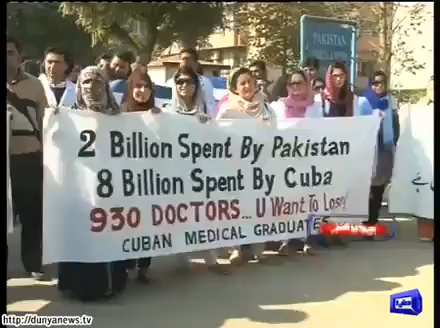 PAKISTAN
2 Billion Spent By Pakistan
8 Billion Spent By Cuba
930 DOCTORS... U Want To Lose?
CUBAN MEDICAL GRADUATES
http://dunyanews.tv